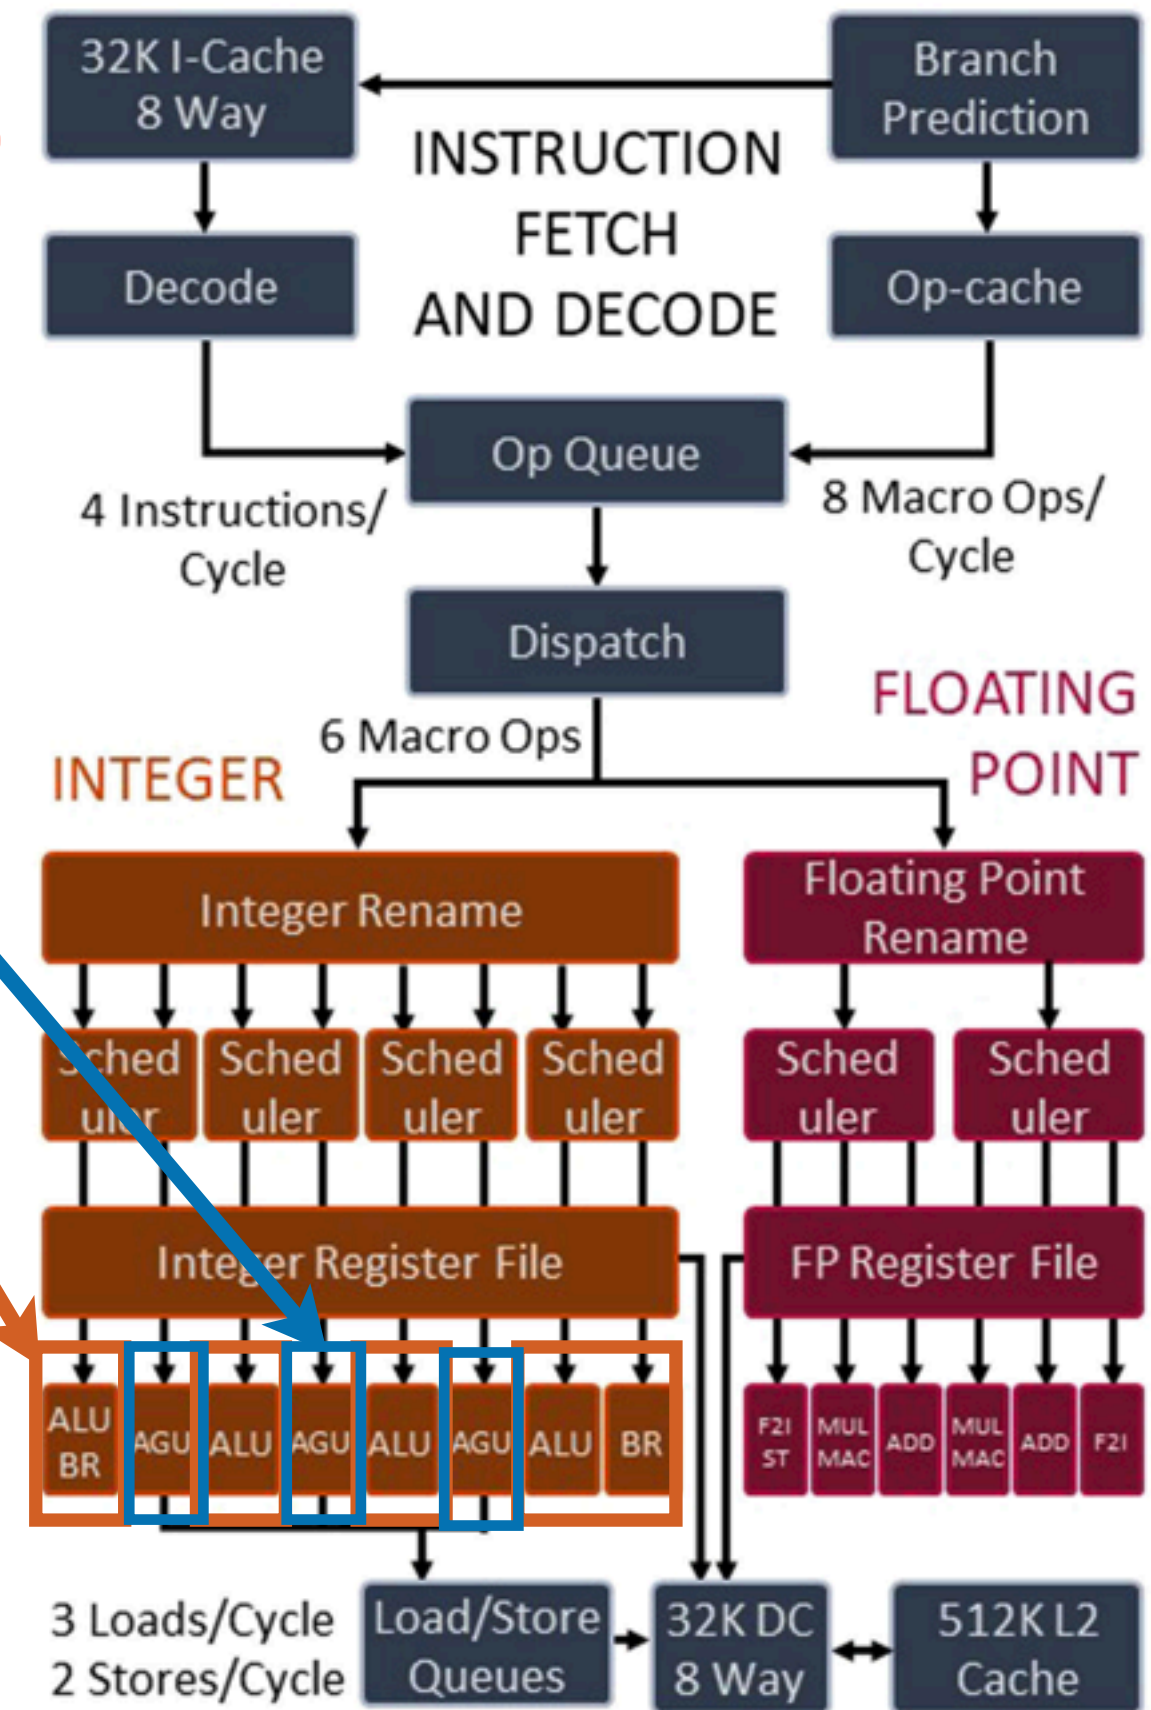 32K I-Cache
8 Way
Branch
Prediction
INSTRUCTION
FETCH
AND DECODE
Decode
Op-cache
Op Queue
4 Instructions/
Cycle
8 Macro Ops/
Cycle
Dispatch
6 Macro Ops
INTEGER
FLOATING
POINT
Integer Rename
Floating Point
Rename
Sched
uler
Sched
uler
Sched
uler
Sched
uler
Sched
uler
Sched
uler
Integer Register File
FP Register File
ALU
BR
AGU
ALU
AGU
ALU
AGU
ALU
BR
F2I
ST
MUL
MAC
ADD
MUL
MAC
ADD
F2I
3 Loads/Cycle
2 Stores/Cycle
Load/Store
Queues
32K DC
8 Way
512K L2
Cache